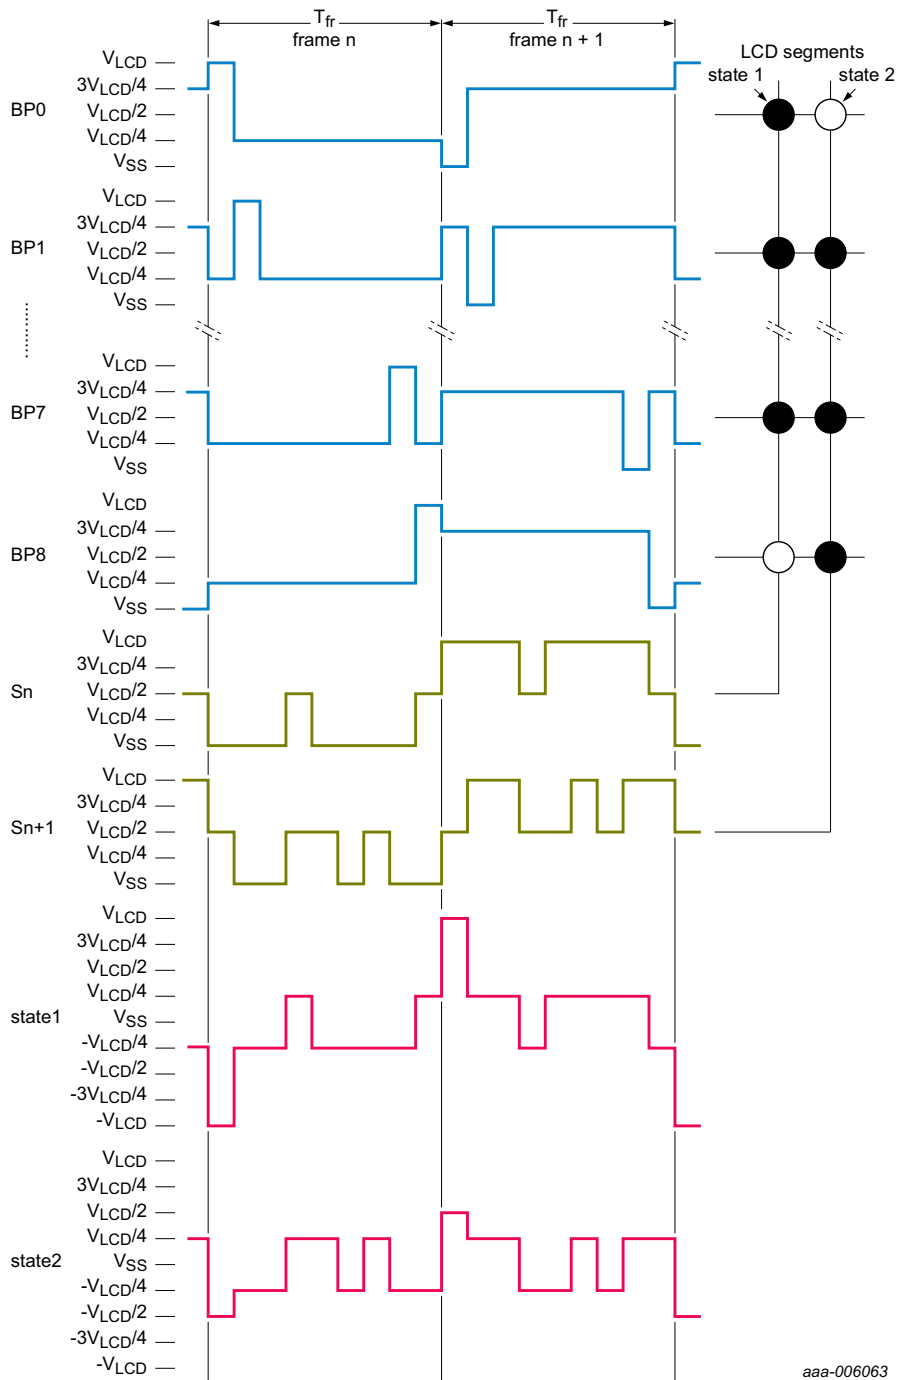 Tfr Tfr
frame n frame n + 1
LCD segments
state 1 state 2
BP0
VLCD
3VLCD/4
VLCD/2
VLCD/4
VSS
BP1
VLCD
3VLCD/4
VLCD/2
VLCD/4
VSS
BP7
VLCD
3VLCD/4
VLCD/2
VLCD/4
VSS
BP8
VLCD
3VLCD/4
VLCD/2
VLCD/4
VSS
Sn
VLCD
3VLCD/4
VLCD/2
VLCD/4
VSS
Sn+1
VLCD
3VLCD/4
VLCD/2
VLCD/4
VSS
state1
VLCD
3VLCD/4
VLCD/2
VLCD/4
VSS
-VLCD/4
-VLCD/2
-3VLCD/4
-VLCD
state2
VLCD
3VLCD/4
VLCD/2
VLCD/4
VSS
-VLCD/4
-VLCD/2
-3VLCD/4
-VLCD
aaa-006063